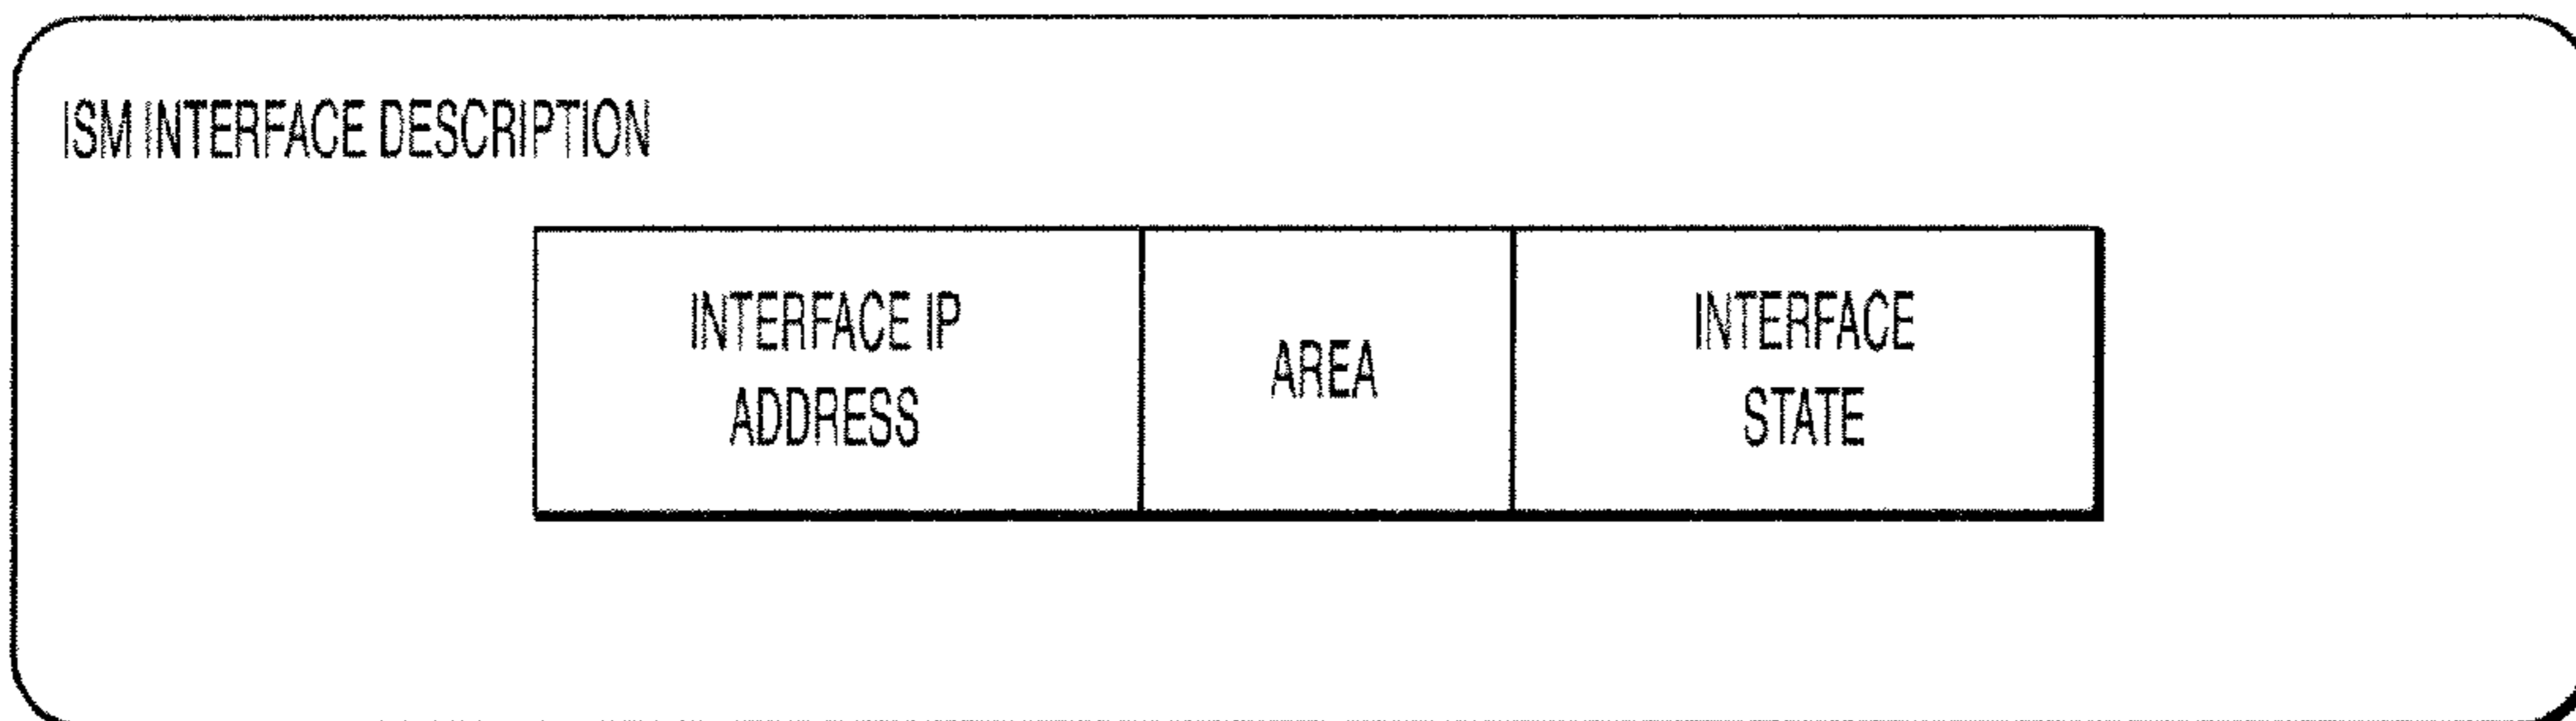 ISM INTERFACE DESCRIPTION
INTERFACE IP
ADDRESS
AREA
INTERFACE
STATE